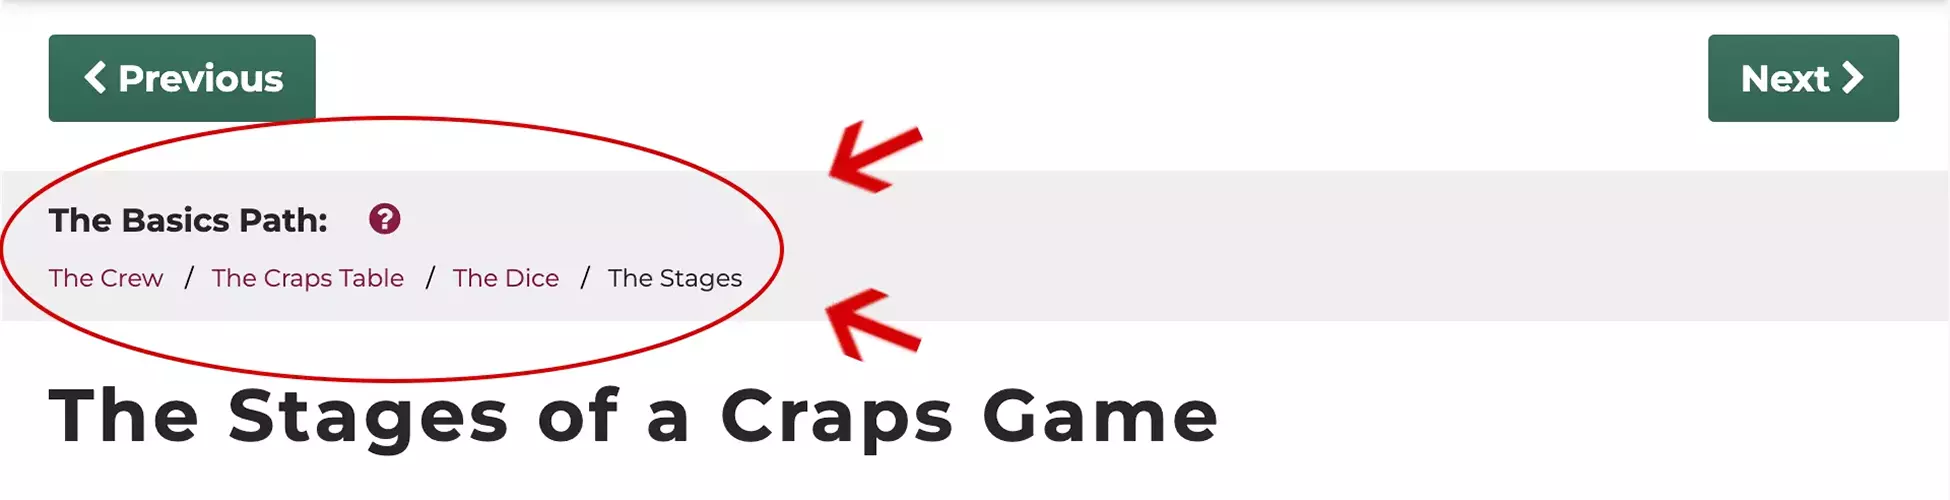 Previous
Next
The Basics Path: ?
The Crew / The Craps Table / The Dice / The Stages
The Stages of a Craps Game